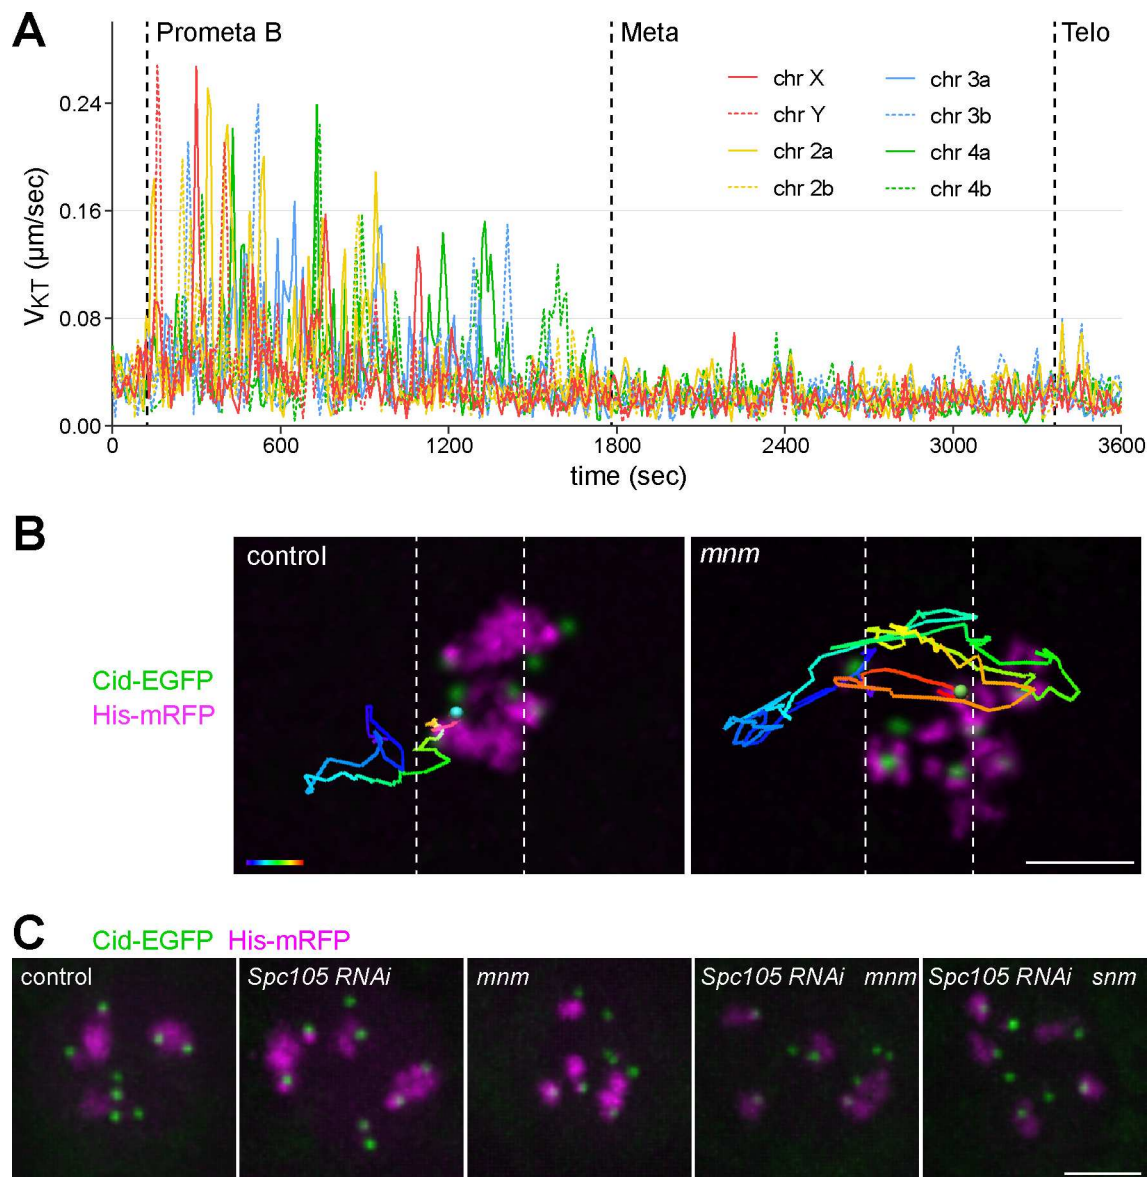 A
Prometa B
Meta
Telo
chr X
chr Y
chr 2a
chr 2b
chr 3a
chr 3b
chr 4a
chr 4b
VKT (μm/sec)
0.24
0.16
0.08
0.00
0
600
1200
1800
2400
3000
3600
time (sec)
B
Cid-EGFP
His-mRFP
control
mnm
C
Cid-EGFP His-mRFP
control
Spc105 RNAi
mnm
Spc105 RNAi mnm
Spc105 RNAi snm